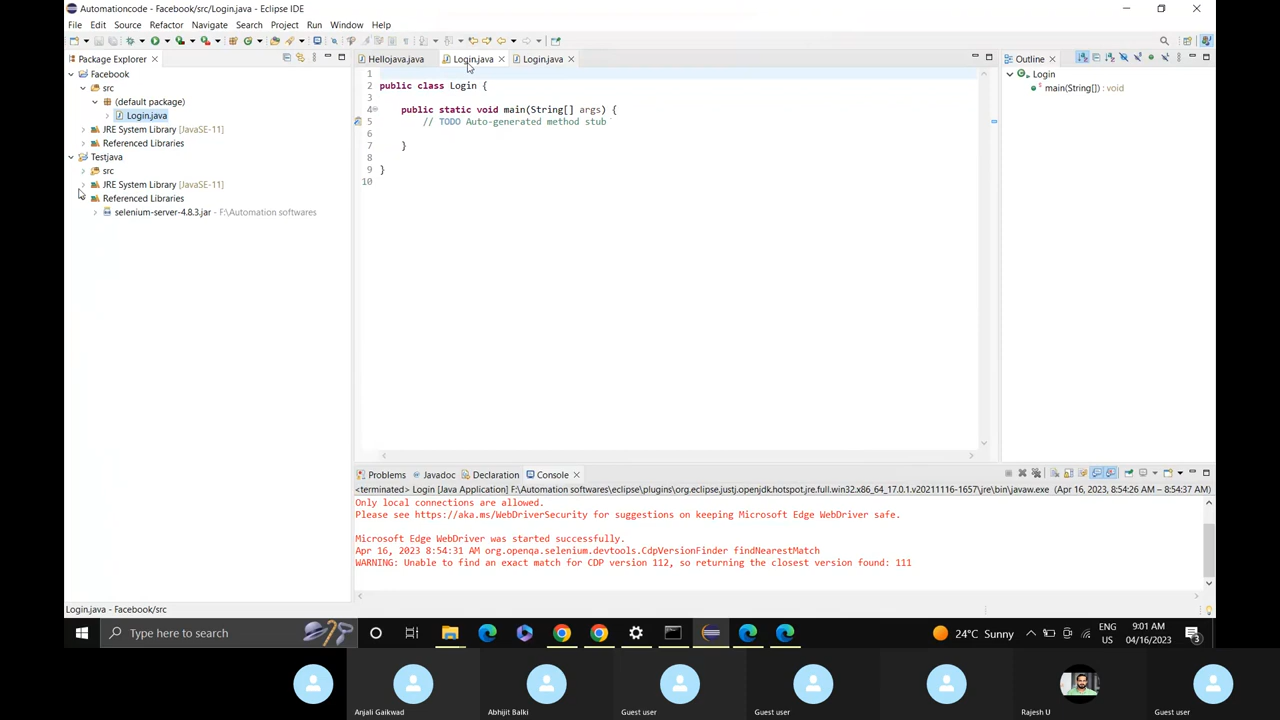 Automationcode - Facebook/src/Login.java - Eclipse IDE
File Edit Source Refactor Navigate Search Project Run Window Help
Package Explorer
Facebook
src
(default package)
Login.java
JRE System Library [JavaSE-11]
Referenced Libraries
Testjava
src
JRE System Library [JavaSE-11]
Referenced Libraries
selenium-server-4.8.3.jar - F:\Automation softwares
Hellojava.java Login.java Login.java
1
2 public class Login {
3
4 public static void main(String[] args) {
5 // TODO Auto-generated method stub
6
7 }
8
9 }
10
Outline
Login
main(String[]) : void
Problems Javadoc Declaration Console
<terminated> Login [Java Application] F:\Automation softwares\eclipse\plugins\org.eclipse.justj.openjdk.hotspot.jre.full.win32.x86_64_17.0.1.v20211116-1657\jre\bin\javaw.exe (Apr 16, 2023 8:54:26 AM – 8:54:37 AM)
Only local connections are allowed.
Please see https://aka.ms/WebDriverSecurity for suggestions on keeping Microsoft Edge WebDriver safe.
Microsoft Edge WebDriver was started successfully.
Apr 16, 2023 8:54:31 AM org.openqa.selenium.devtools.CdpVersionFinder findNearestMatch
WARNING: Unable to find an exact match for CDP version 112, so returning the closest version found: 111
Login.java - Facebook/src
Type here to search
24°C Sunny
ENG
US
9:01 AM
04/16/2023
3
Anjali Gaikwad
Abhijit Balki
Guest user
Guest user
Rajesh U
Guest user